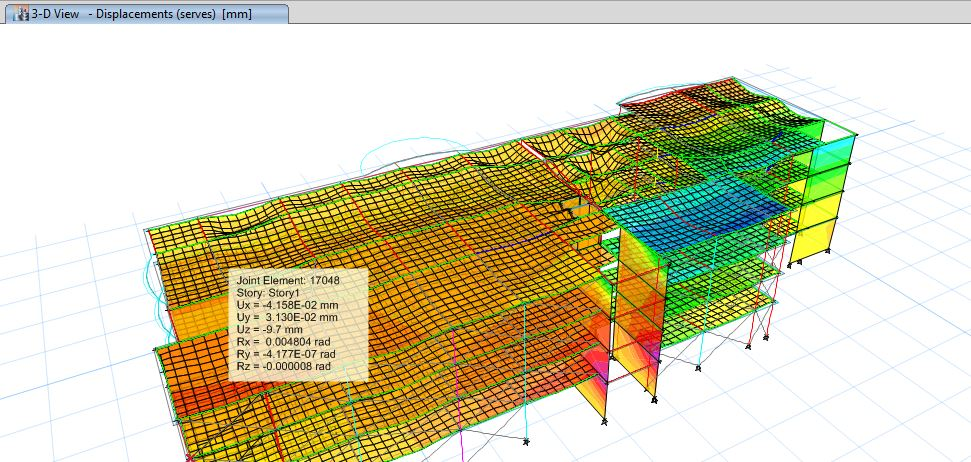 3-D View - Displacements (serves) [mm]
Joint Element: 17048
Story: Story1
Ux = -4.158E-02 mm
Uy = 3.130E-02 mm
Uz = -9.7 mm
Rx = 0.004804 rad
Ry = -4.177E-07 rad
Rz = -0.000008 rad